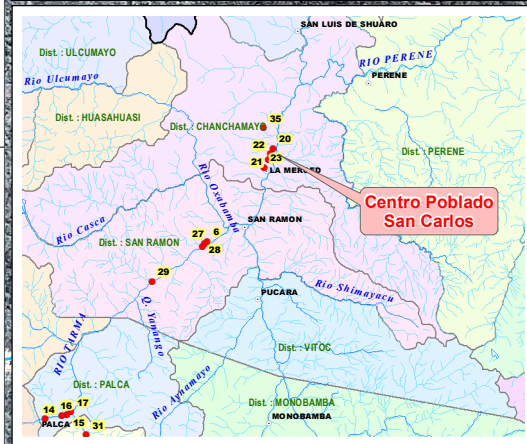 SAN LUIS DE SHUARO
Dist. : ULCUMAYO
RIO PERENE
Rio Ulcumayo
PERENE
Dist. : HUASAHUASI
Dist. : CHANCHAMAYO
35
20
22
Dist. : PERENE
21
23
LA MERCED
Rio Oxabamba
Centro Poblado
San Carlos
Rio Casca
SAN RAMON
27
6
Dist. : SAN RAMON
28
29
Rio Shimayacu
PUCARA
Q. Yanango
RIO TARMA
Dist. : VITOC
Dist. : PALCA
Rio Aynamayo
17
16
14
Dist. : MONOBAMBA
PALCA
15
31
MONOBAMBA